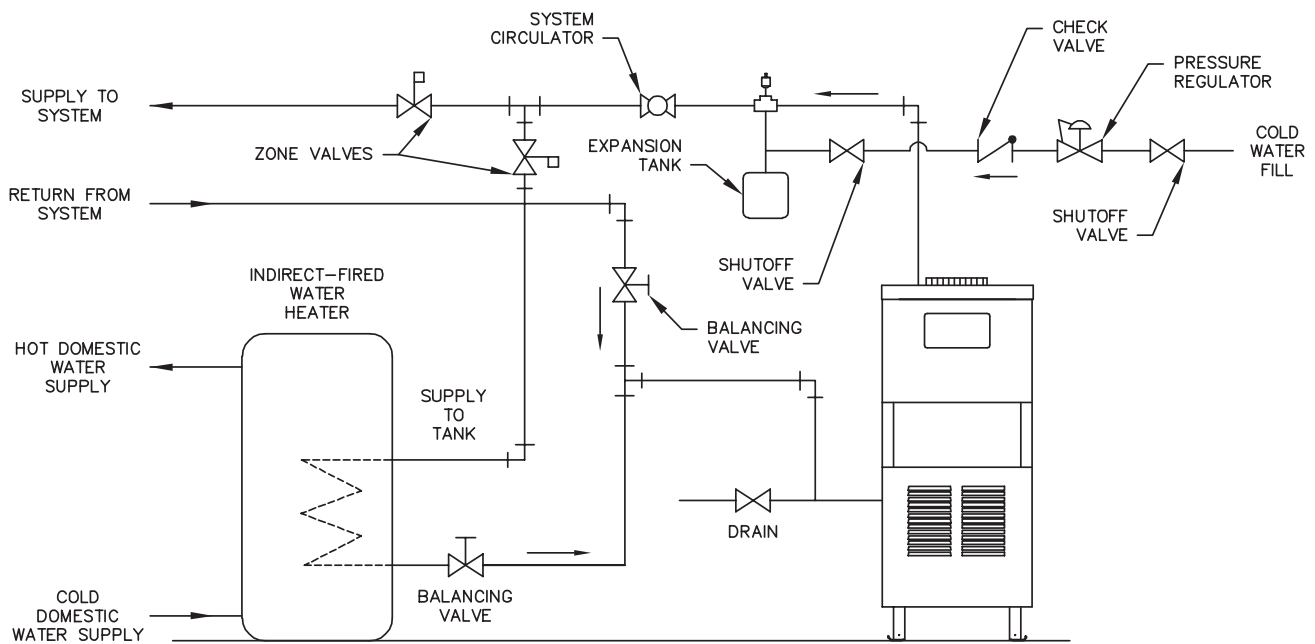 SYSTEM
CIRCULATOR
CHECK
VALVE
PRESSURE
REGULATOR
SUPPLY TO
SYSTEM
ZONE VALVES
EXPANSION
TANK
COLD
WATER
FILL
RETURN FROM
SYSTEM
SHUTOFF
VALVE
SHUTOFF
VALVE
INDIRECT-FIRED
WATER
HEATER
BALANCING
VALVE
HOT DOMESTIC
WATER
SUPPLY
SUPPLY
TO
TANK
DRAIN
BALANCING
VALVE
COLD
DOMESTIC
WATER SUPPLY